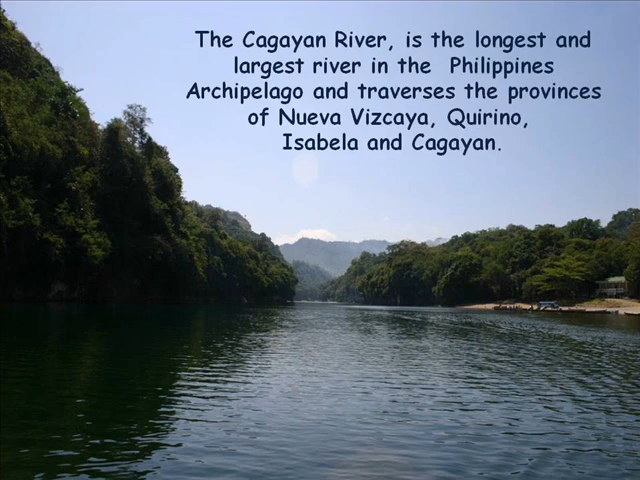 The Cagayan River, is the longest and
largest river in the Philippines
Archipelago and traverses the provinces
of Nueva Vizcaya, Quirino,
Isabela and Cagayan.